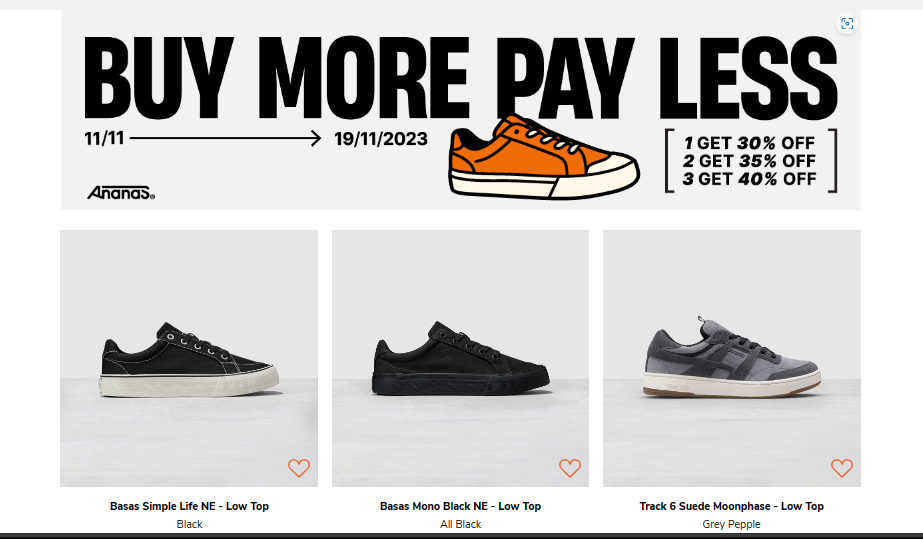 BUY MORE PAY LESS
11/11 19/11/2023
1 GET 30% OFF
2 GET 35% OFF
3 GET 40% OFF
Ananas®
Basas Simple Life NE - Low Top
Black
Basas Mono Black NE - Low Top
All Black
Track 6 Suede Moonphase - Low Top
Grey Pepple